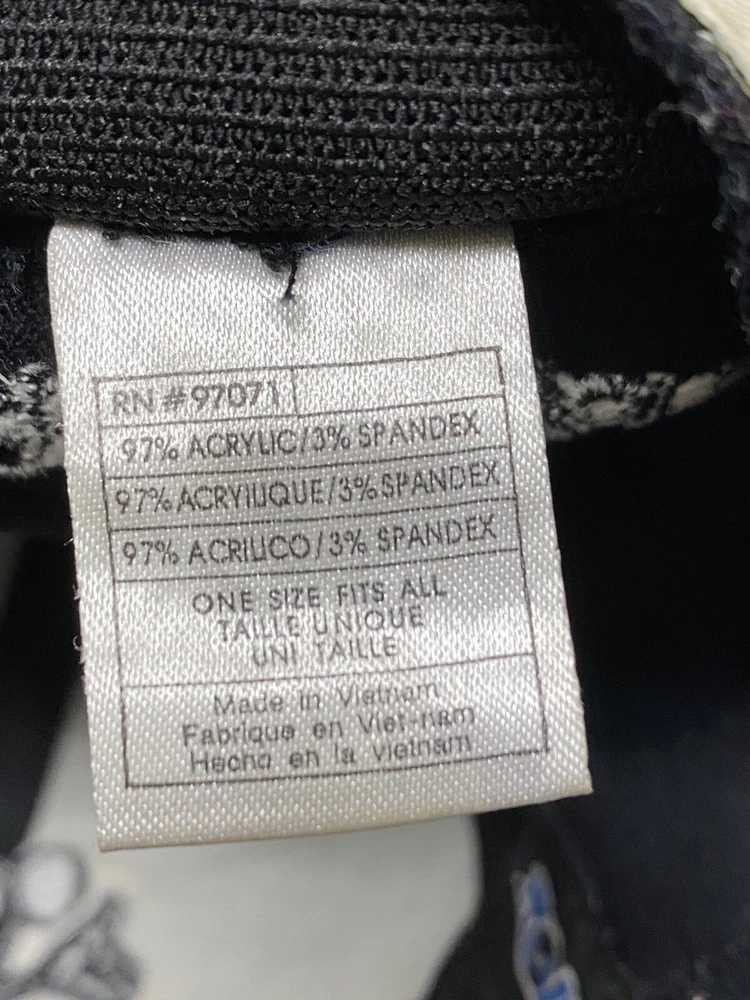 RN#97071
97% ACRYLIC/3% SPANDEX
97% ACRYILIQUE/3%SPANDEX
97% ACRILICO/3% SPANDEX
ONE SIZE FITS ALL
TAILLE UNIQUE
UNI TAILLE
Made in Vietnam
Fabrique en Viet-nam
Hecho en la Vietnam